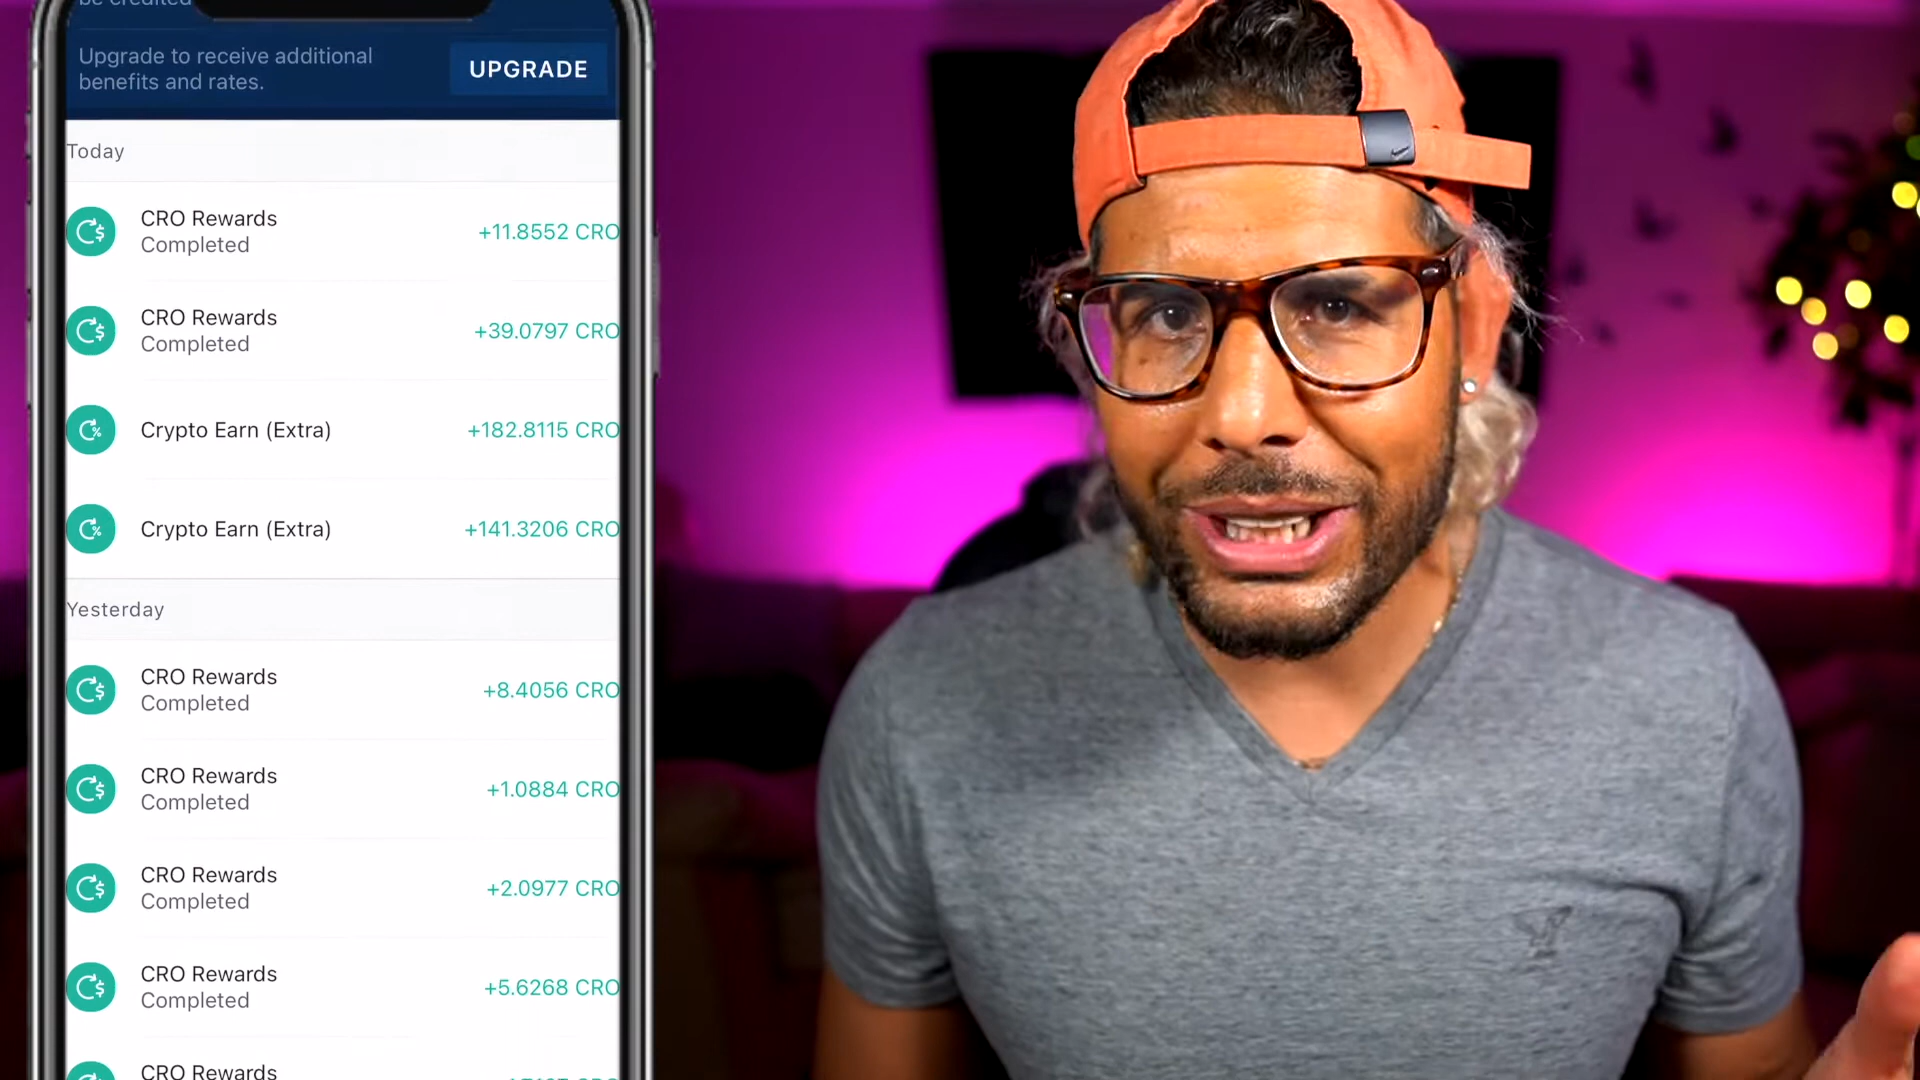 be credited
Upgrade to receive additional
benefits and rates.
UPGRADE
Today
CRO Rewards
Completed
+11.8552 CRO
CRO Rewards
Completed
+39.0797 CRO
Crypto Earn (Extra)
+182.8115 CRO
Crypto Earn (Extra)
+141.3206 CRO
Yesterday
CRO Rewards
Completed
+8.4056 CRO
CRO Rewards
Completed
+1.0884 CRO
CRO Rewards
Completed
+2.0977 CRO
CRO Rewards
Completed
+5.6268 CRO
CRO Rewards